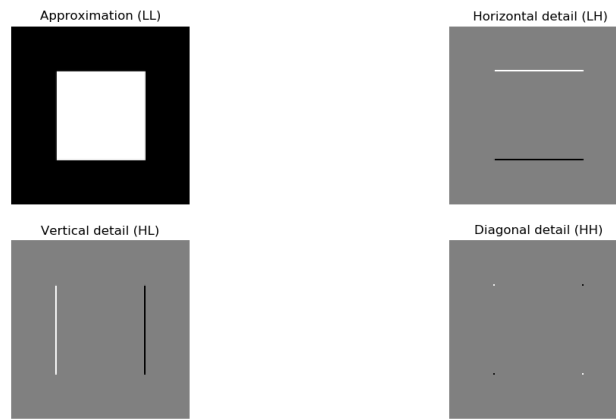 Approximation (LL)
Horizontal detail (LH)
Vertical detail (HL)
Diagonal detail (HH)